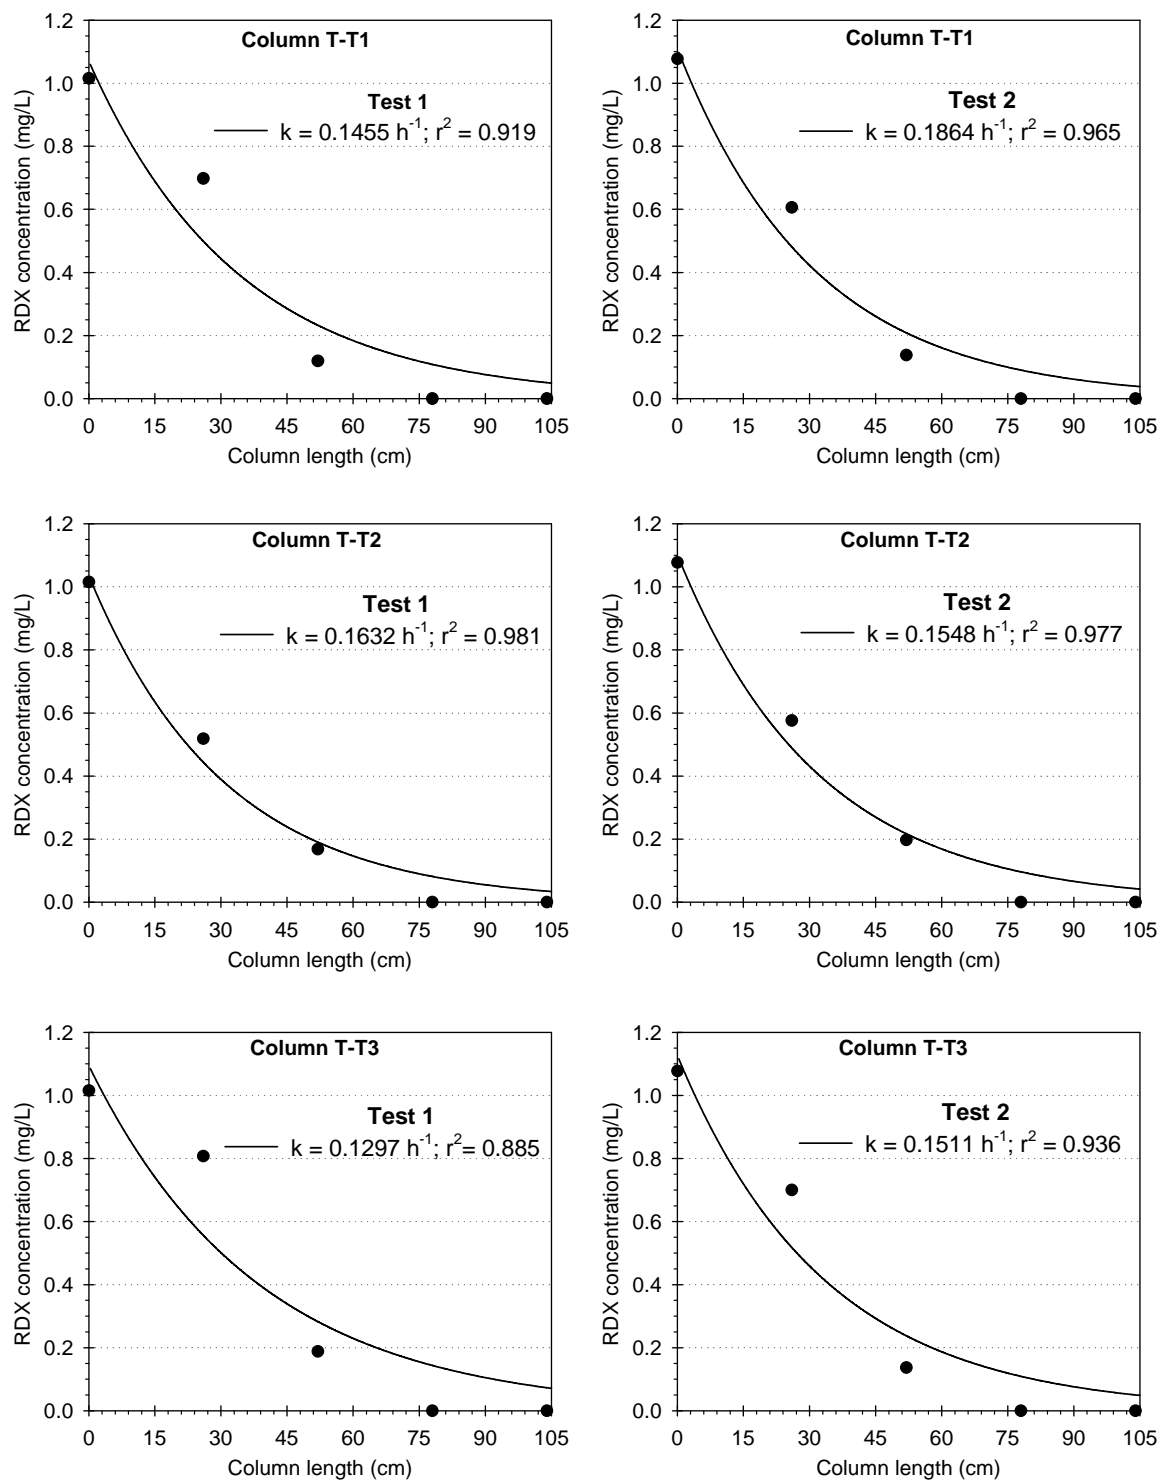 Column T-T1
Test 1
k = 0.1455 h⁻¹; r² = 0.919
RDX concentration (mg/L)
1.2
1.0
0.8
0.6
0.4
0.2
0.0
0 15 30 45 60 75 90 105
Column length (cm)
Column T-T1
Test 2
k = 0.1864 h⁻¹; r² = 0.965
RDX concentration (mg/L)
1.2
1.0
0.8
0.6
0.4
0.2
0.0
0 15 30 45 60 75 90 105
Column length (cm)
Column T-T2
Test 1
k = 0.1632 h⁻¹; r² = 0.981
RDX concentration (mg/L)
1.2
1.0
0.8
0.6
0.4
0.2
0.0
0 15 30 45 60 75 90 105
Column length (cm)
Column T-T2
Test 2
k = 0.1548 h⁻¹; r² = 0.977
RDX concentration (mg/L)
1.2
1.0
0.8
0.6
0.4
0.2
0.0
0 15 30 45 60 75 90 105
Column length (cm)
Column T-T3
Test 1
k = 0.1297 h⁻¹; r²= 0.885
RDX concentration (mg/L)
1.2
1.0
0.8
0.6
0.4
0.2
0.0
0 15 30 45 60 75 90 105
Column length (cm)
Column T-T3
Test 2
k = 0.1511 h⁻¹; r² = 0.936
RDX concentration (mg/L)
1.2
1.0
0.8
0.6
0.4
0.2
0.0
0 15 30 45 60 75 90 105
Column length (cm)